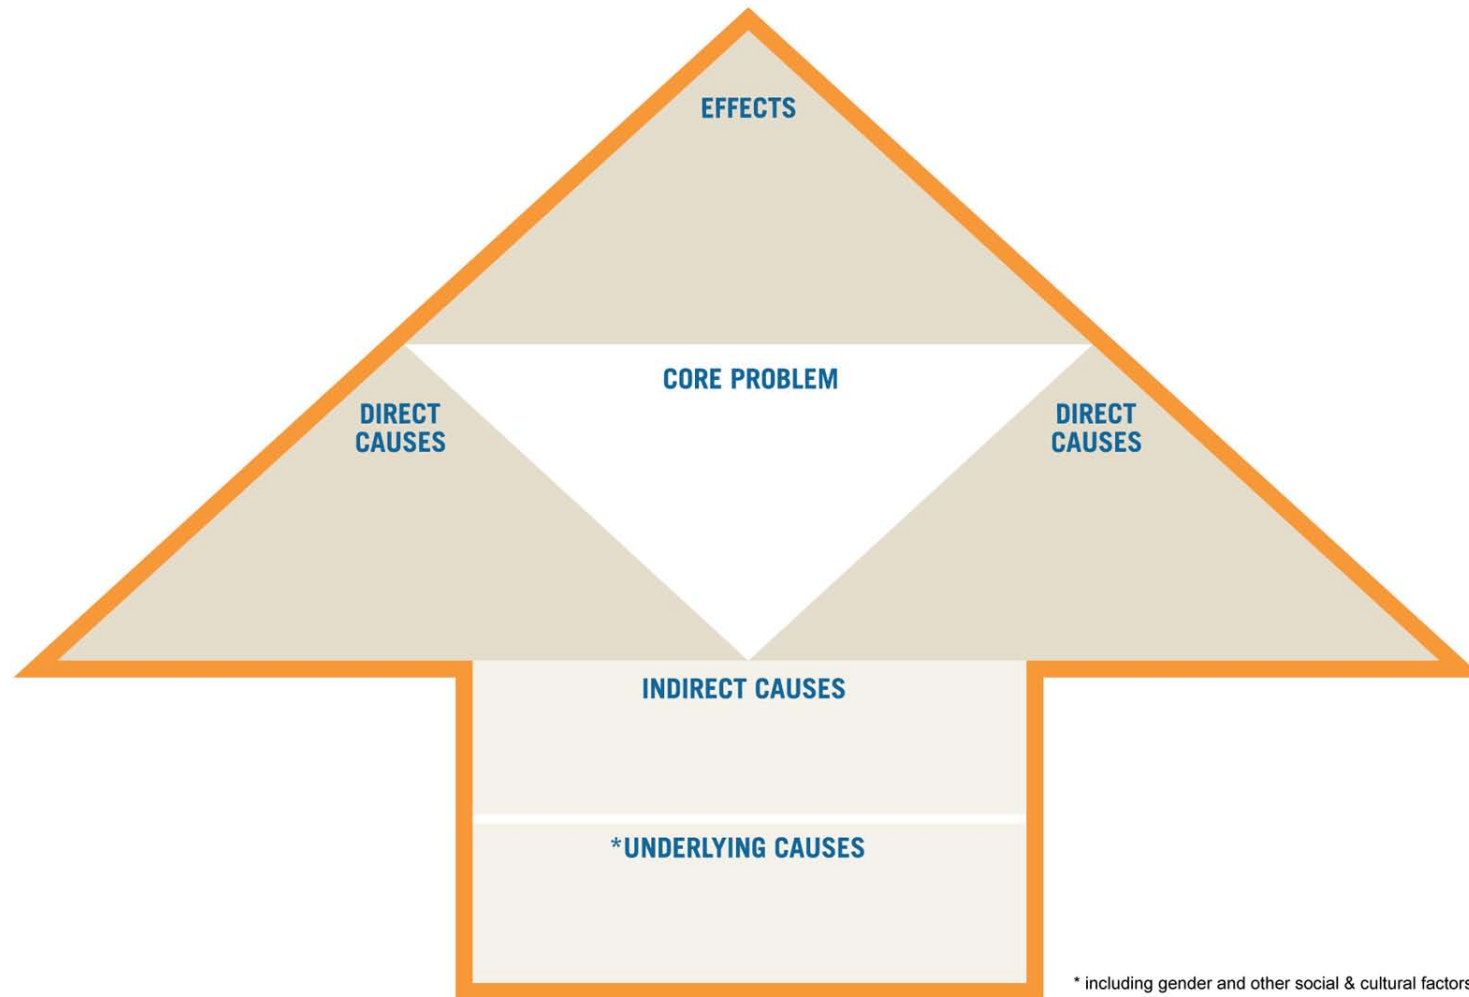 EFFECTS
CORE PROBLEM
DIRECT
CAUSES
DIRECT
CAUSES
INDIRECT CAUSES
*UNDERLYING CAUSES
* including gender and other social & cultural factors